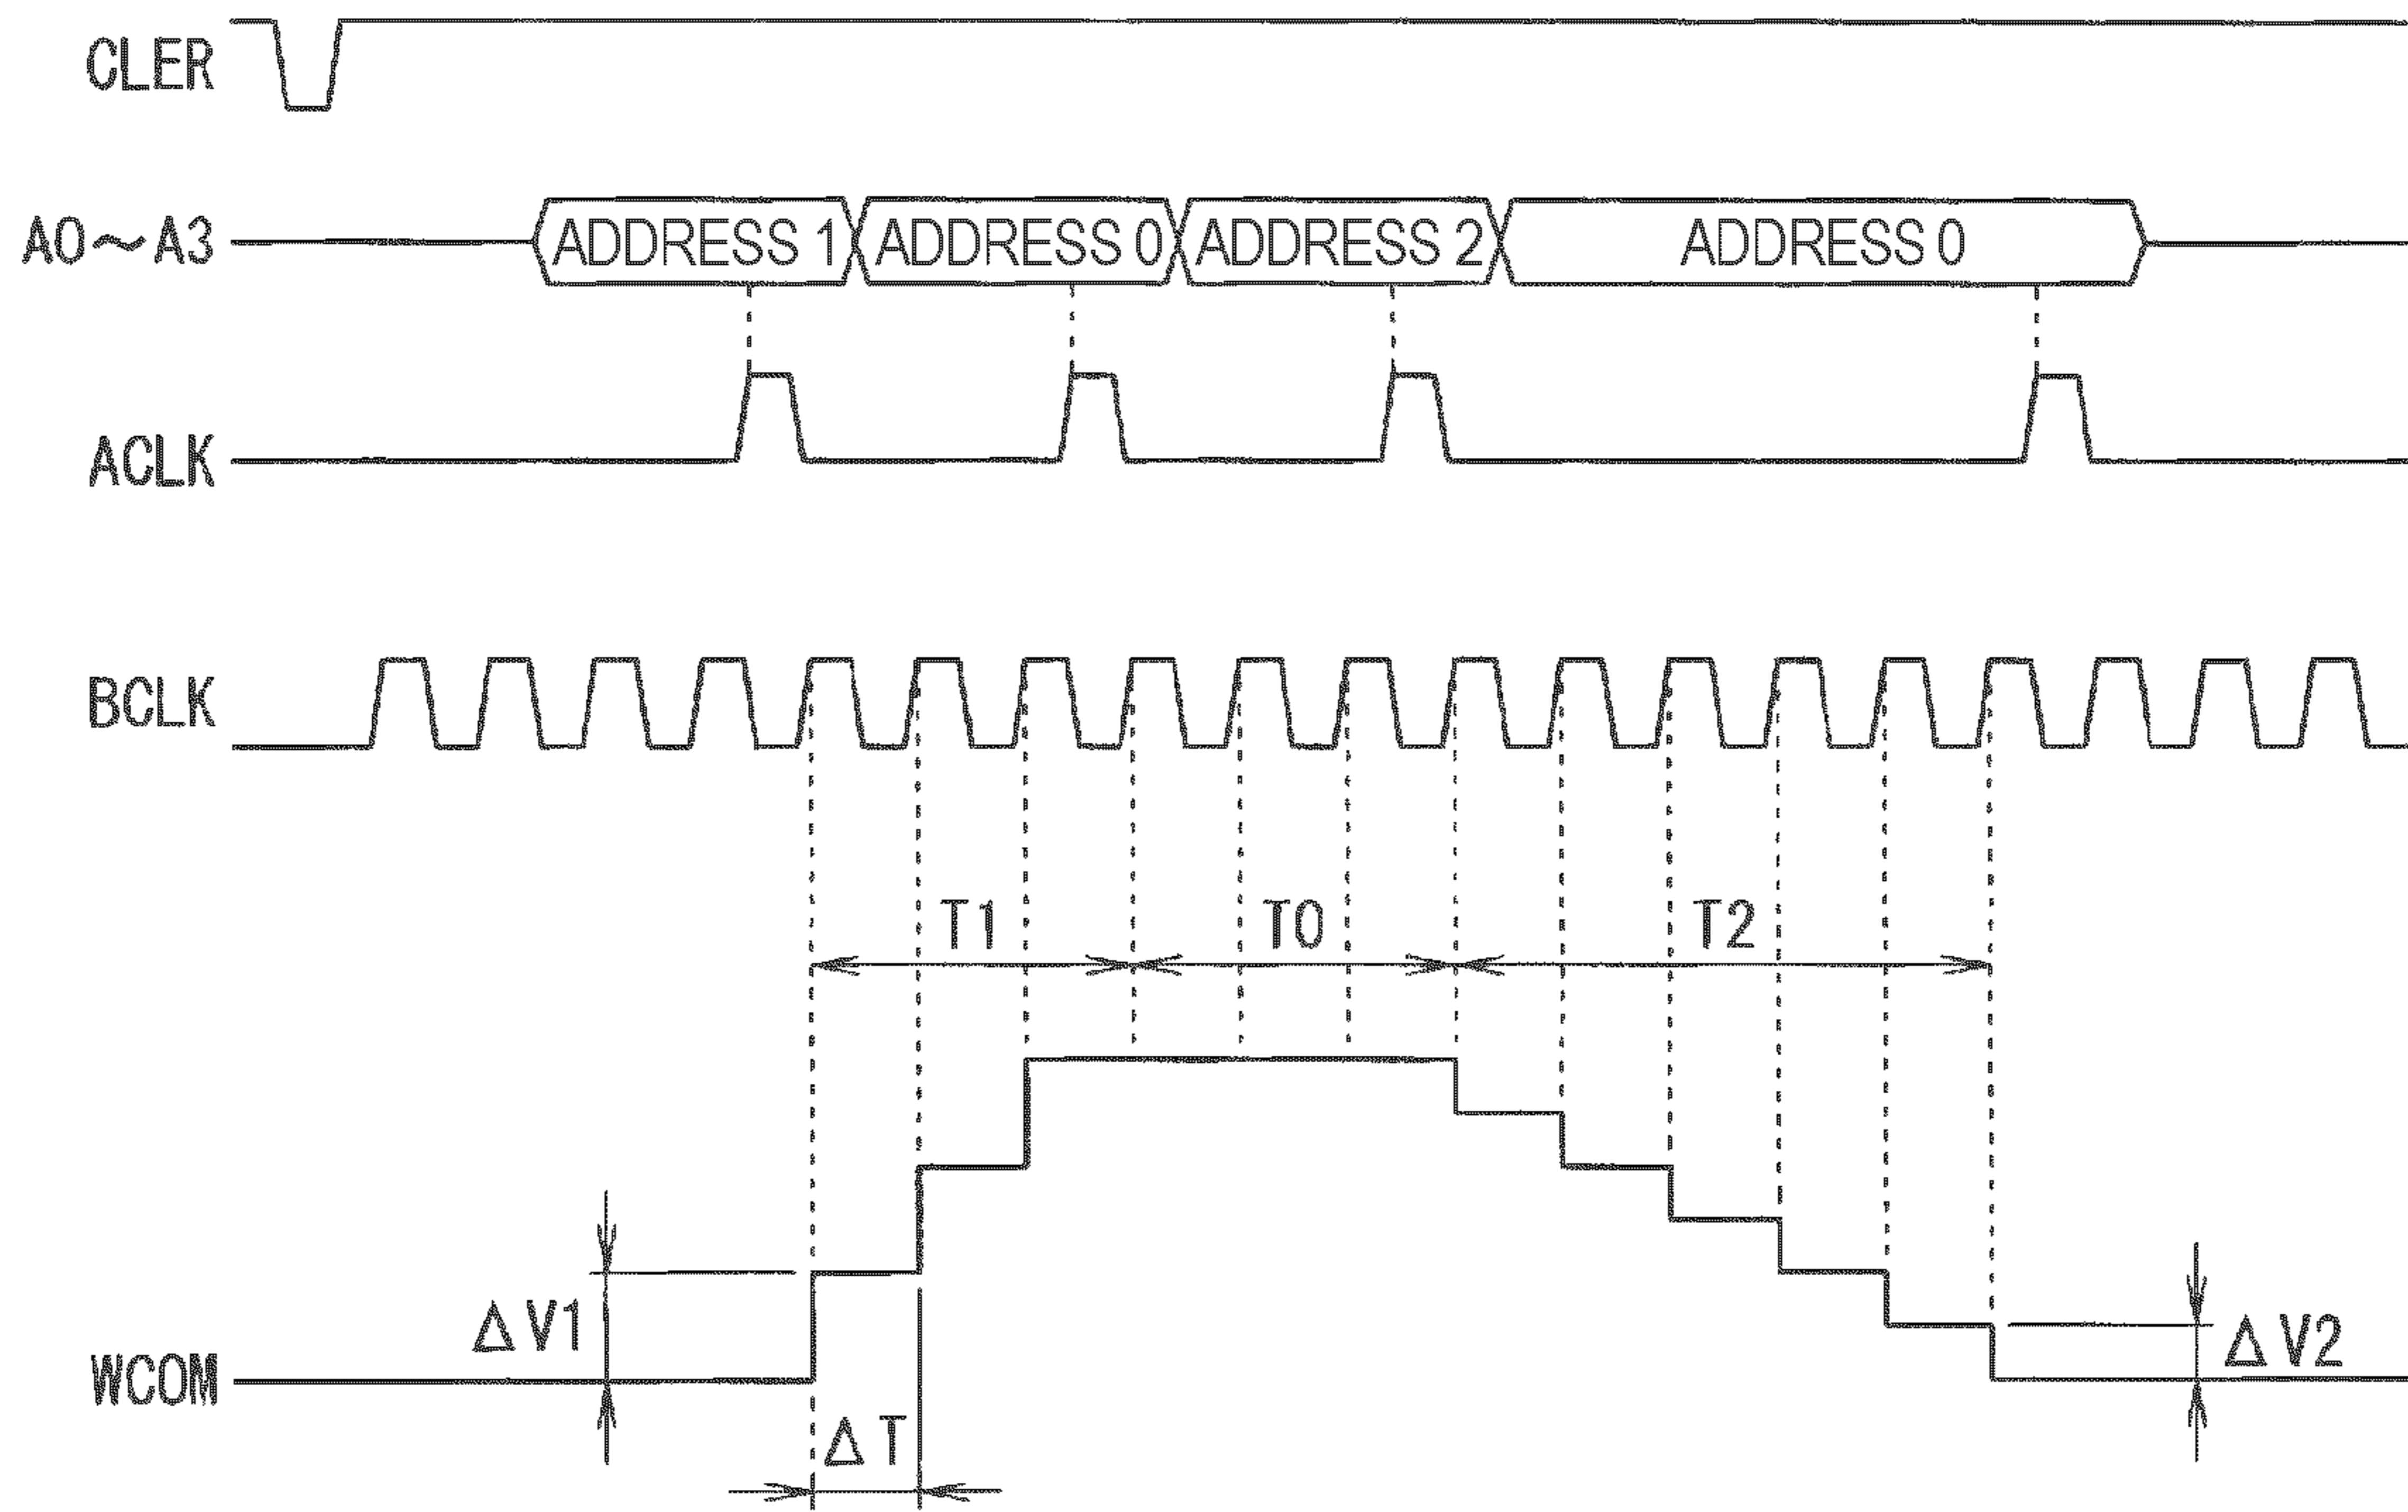 CLER
A0~A3 ADDRESS 1 ADDRESS 0 ADDRESS 2 ADDRESS 0
ACLK
BCLK
T1 T0 T2
ΔV1
ΔV2
WCOM
ΔT